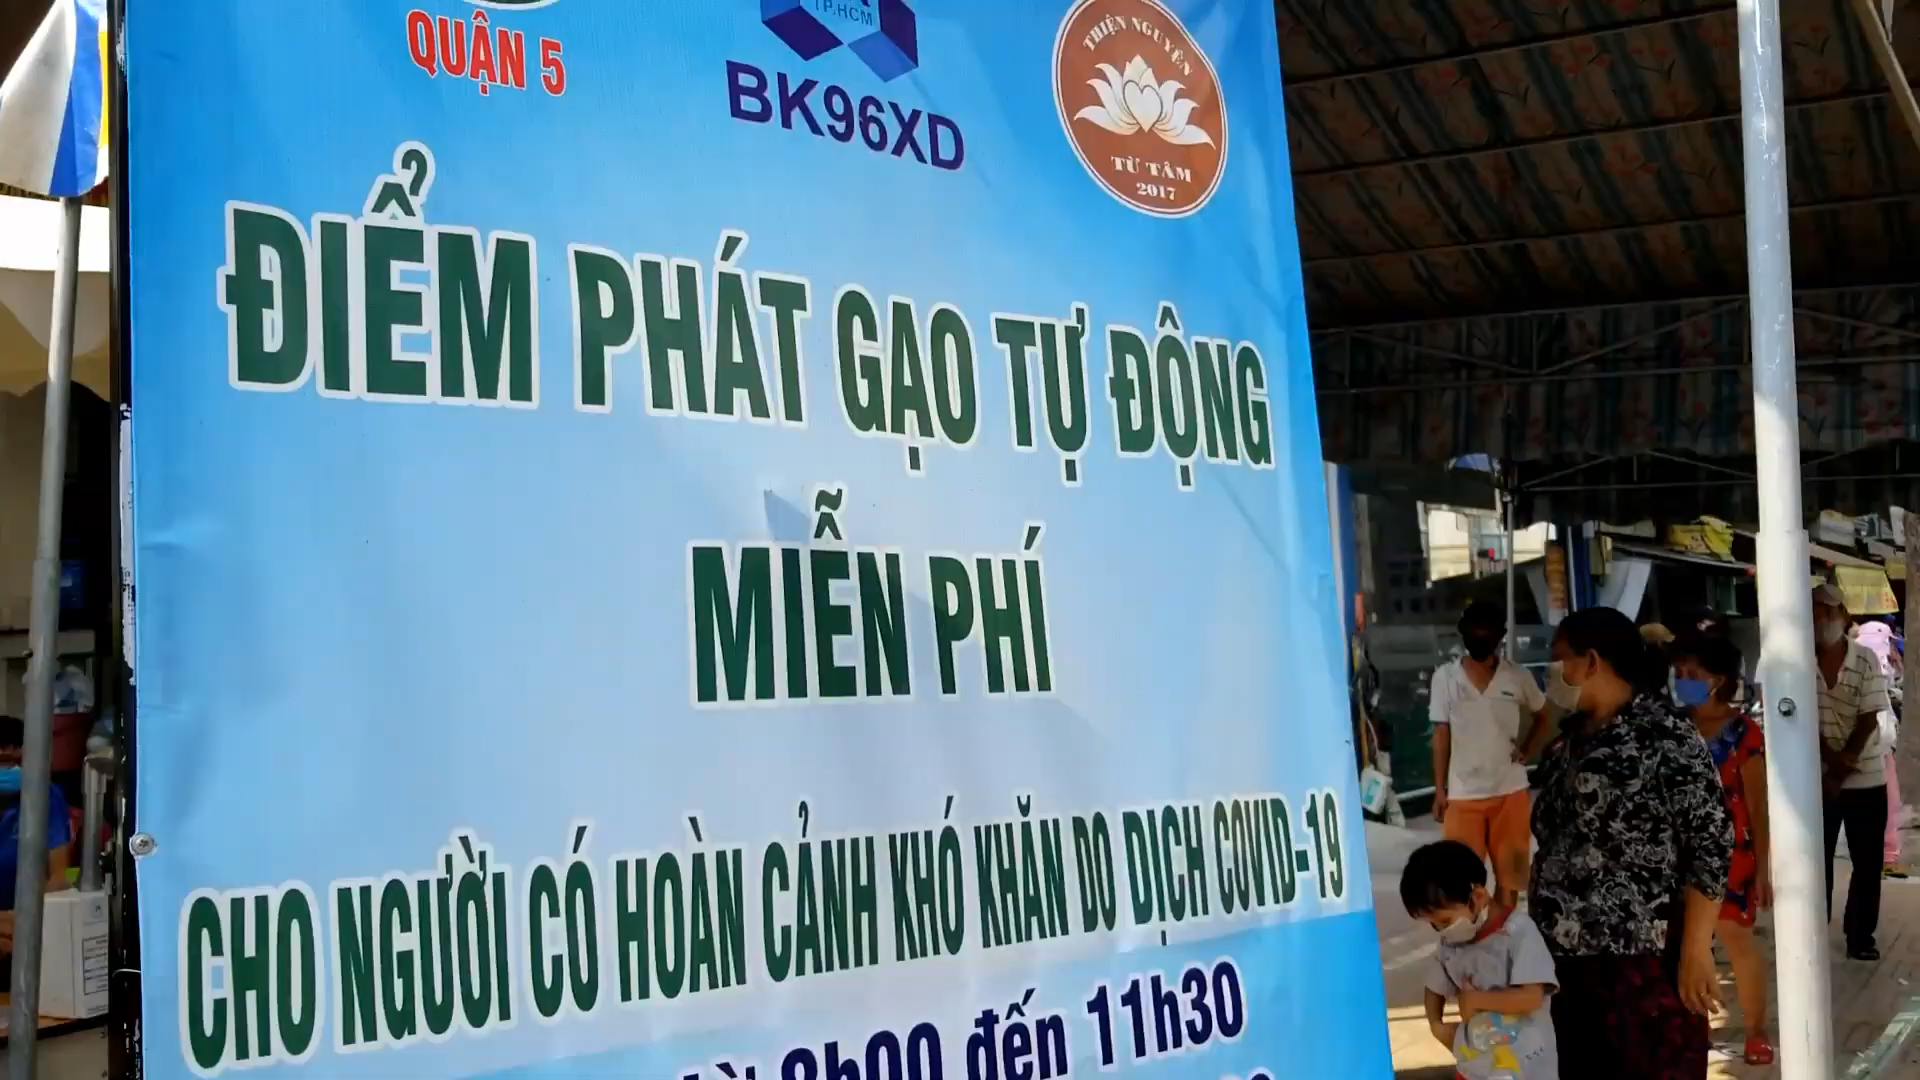 QUẬN 5
TP.HCM
BK96XD
THIỆN NGUYỆN
TỪ TÂM
2017
ĐIỂM PHÁT GẠO TỰ ĐỘNG
MIỄN PHÍ
CHO NGƯỜI CÓ HOÀN CẢNH KHÓ KHĂN DO DỊCH COVID-19
8h00 đến 11h30